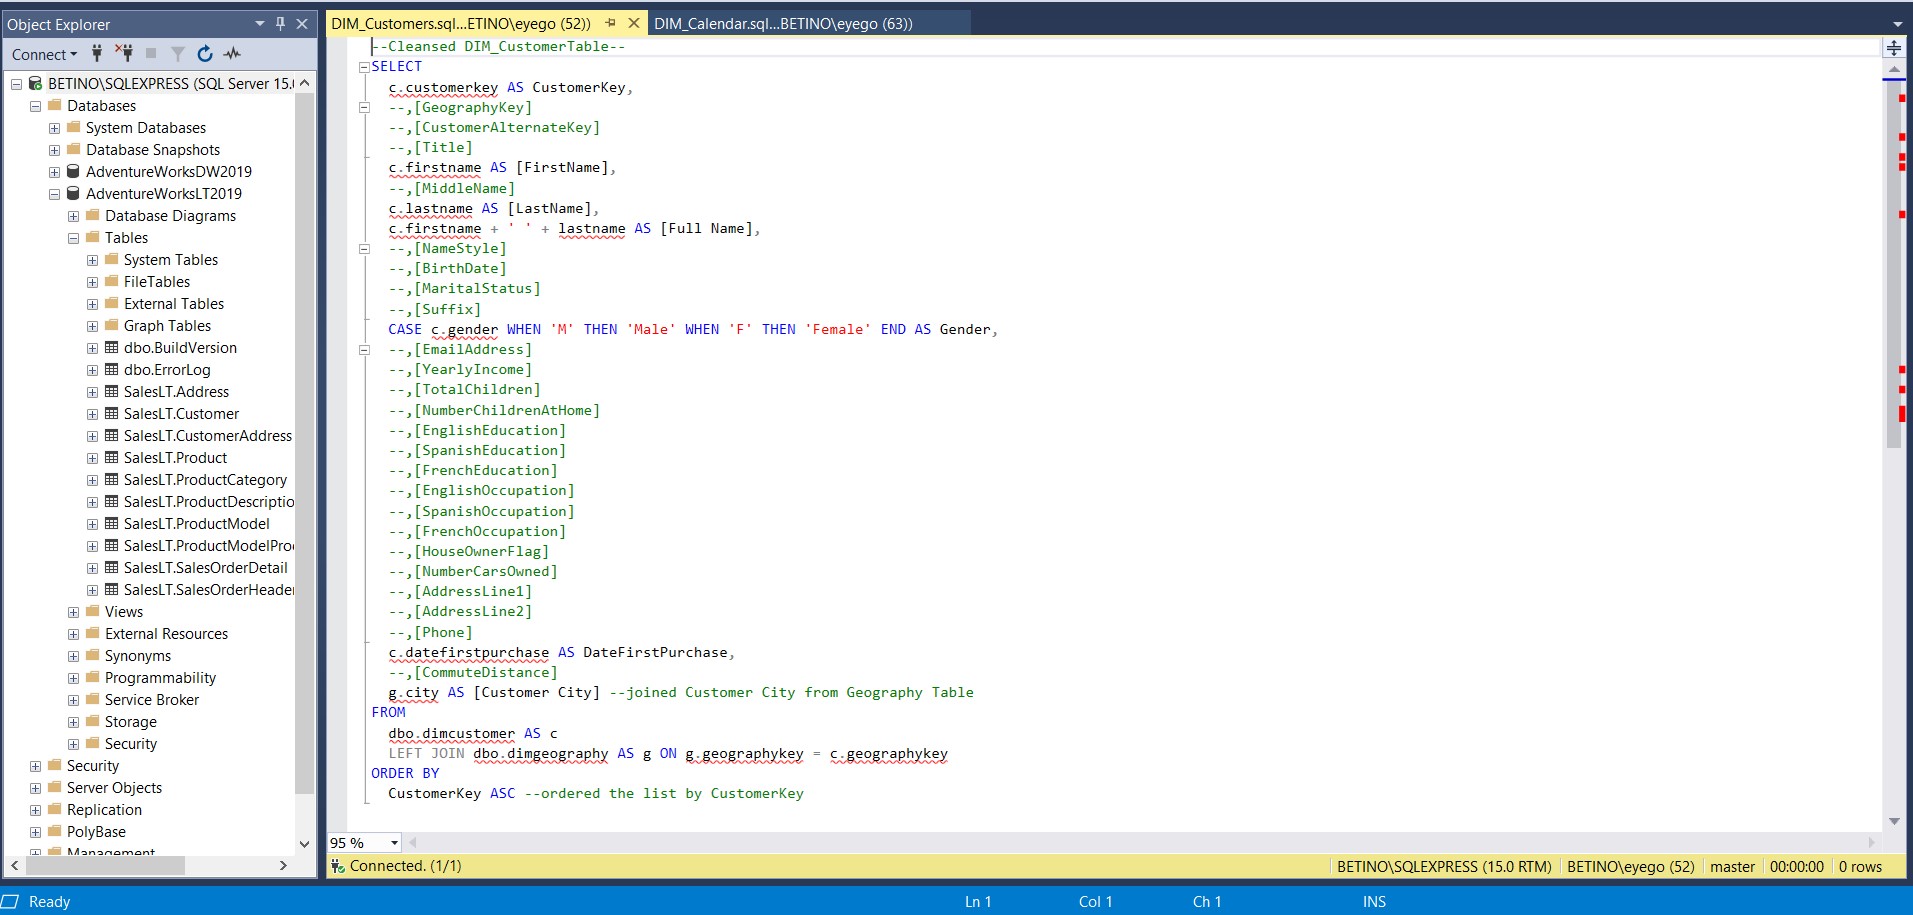 Object Explorer
Connect
BETINO\SQLEXPRESS (SQL Server 15.
Databases
System Databases
Database Snapshots
AdventureWorksDW2019
AdventureWorksLT2019
Database Diagrams
Tables
System Tables
FileTables
External Tables
Graph Tables
dbo.BuildVersion
dbo.ErrorLog
SalesLT.Address
SalesLT.Customer
SalesLT.CustomerAddress
SalesLT.Product
SalesLT.ProductCategory
SalesLT.ProductDescriptio
SalesLT.ProductModel
SalesLT.ProductModelPro
SalesLT.SalesOrderDetail
SalesLT.SalesOrderHeader
Views
External Resources
Synonyms
Programmability
Service Broker
Storage
Security
Security
Server Objects
Replication
PolyBase
Management
DIM_Customers.sql...ETINO\eyego (52))
DIM_Calendar.sql...BETINO\eyego (63))
--Cleansed DIM_CustomerTable--
SELECT
c.customerkey AS CustomerKey,
--,[GeographyKey]
--,[CustomerAlternateKey]
--,[Title]
c.firstname AS [FirstName],
--,[MiddleName]
c.lastname AS [LastName],
c.firstname + ' ' + lastname AS [Full Name],
--,[NameStyle]
--,[BirthDate]
--,[MaritalStatus]
--,[Suffix]
CASE c.gender WHEN 'M' THEN 'Male' WHEN 'F' THEN 'Female' END AS Gender,
--,[EmailAddress]
--,[YearlyIncome]
--,[TotalChildren]
--,[NumberChildrenAtHome]
--,[EnglishEducation]
--,[SpanishEducation]
--,[FrenchEducation]
--,[EnglishOccupation]
--,[SpanishOccupation]
--,[FrenchOccupation]
--,[HouseOwnerFlag]
--,[NumberCarsOwned]
--,[AddressLine1]
--,[AddressLine2]
--,[Phone]
c.datefirstpurchase AS DateFirstPurchase,
--,[CommuteDistance]
g.city AS [Customer City] --joined Customer City from Geography Table
FROM
dbo.dimcustomer AS c
LEFT JOIN dbo.dimgeography AS g ON g.geographykey = c.geographykey
ORDER BY
CustomerKey ASC --ordered the list by CustomerKey
95 %
Connected. (1/1)
BETINO\SQLEXPRESS (15.0 RTM)
BETINO\eyego (52)
master
00:00:00
0 rows
Ready
Ln 1
Col 1
Ch 1
INS